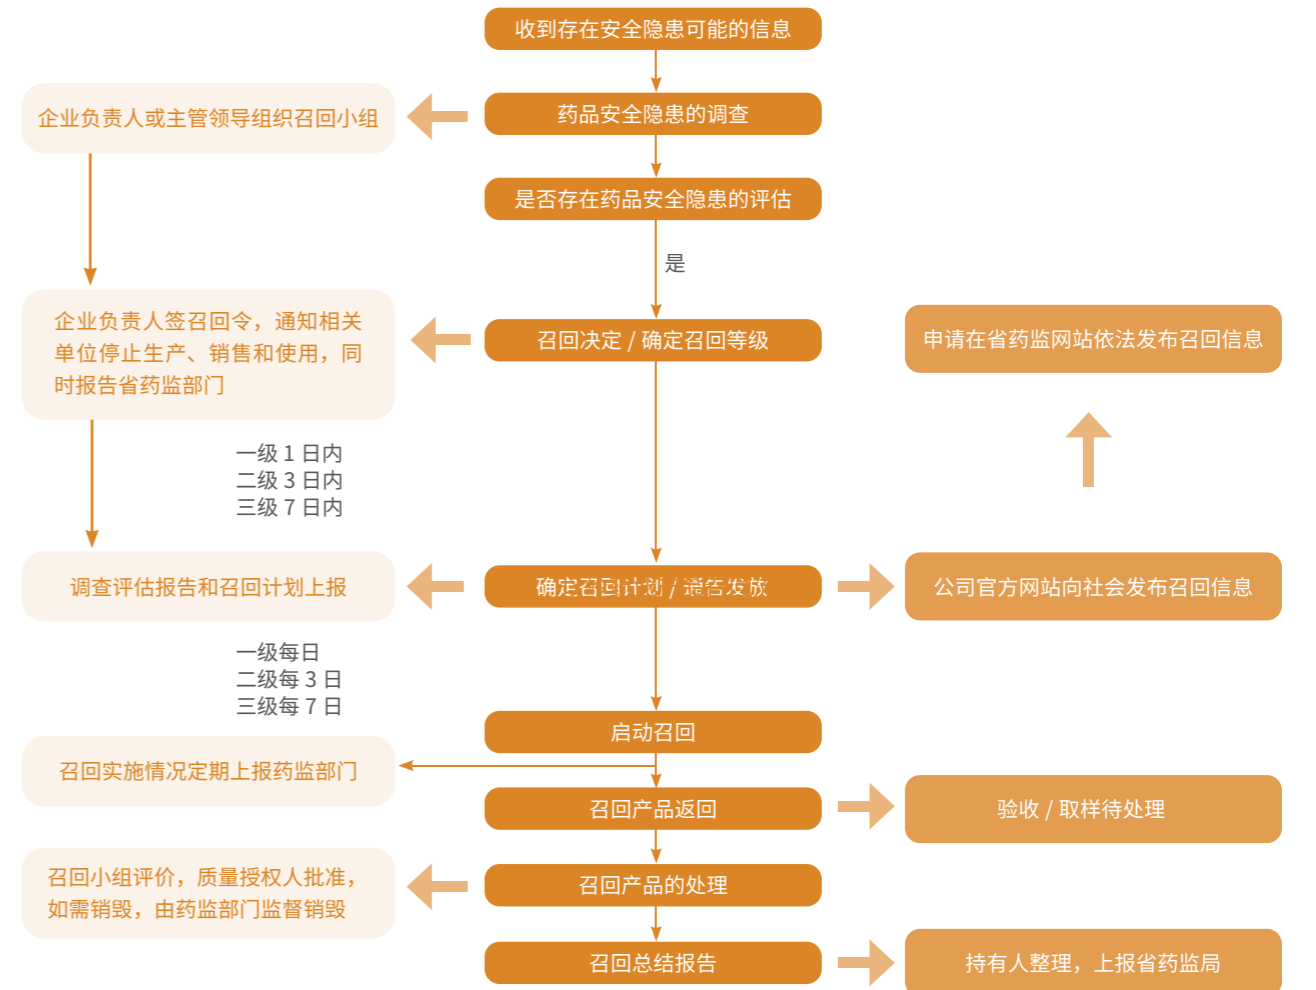 收到存在安全隐患可能的信息
企业负责人或主管领导组织召回小组
药品安全隐患的调查
是否存在药品安全隐患的评估
是
企业负责人签召回令，通知相关
单位停止生产、销售和使用，同
时报告省药监部门
召回决定 / 确定召回等级
申请在省药监网站依法发布召回信息
一级 1 日内
二级 3 日内
三级 7 日内
调查评估报告和召回计划上报
确定召回计划 / 通告发放
公司官方网站向社会发布召回信息
一级每日
二级每 3 日
三级每 7 日
启动召回
召回实施情况定期上报药监部门
召回产品返回
验收 / 取样待处理
召回小组评价，质量授权人批准，
如需销毁，由药监部门监督销毁
召回产品的处理
召回总结报告
持有人整理，上报省药监局